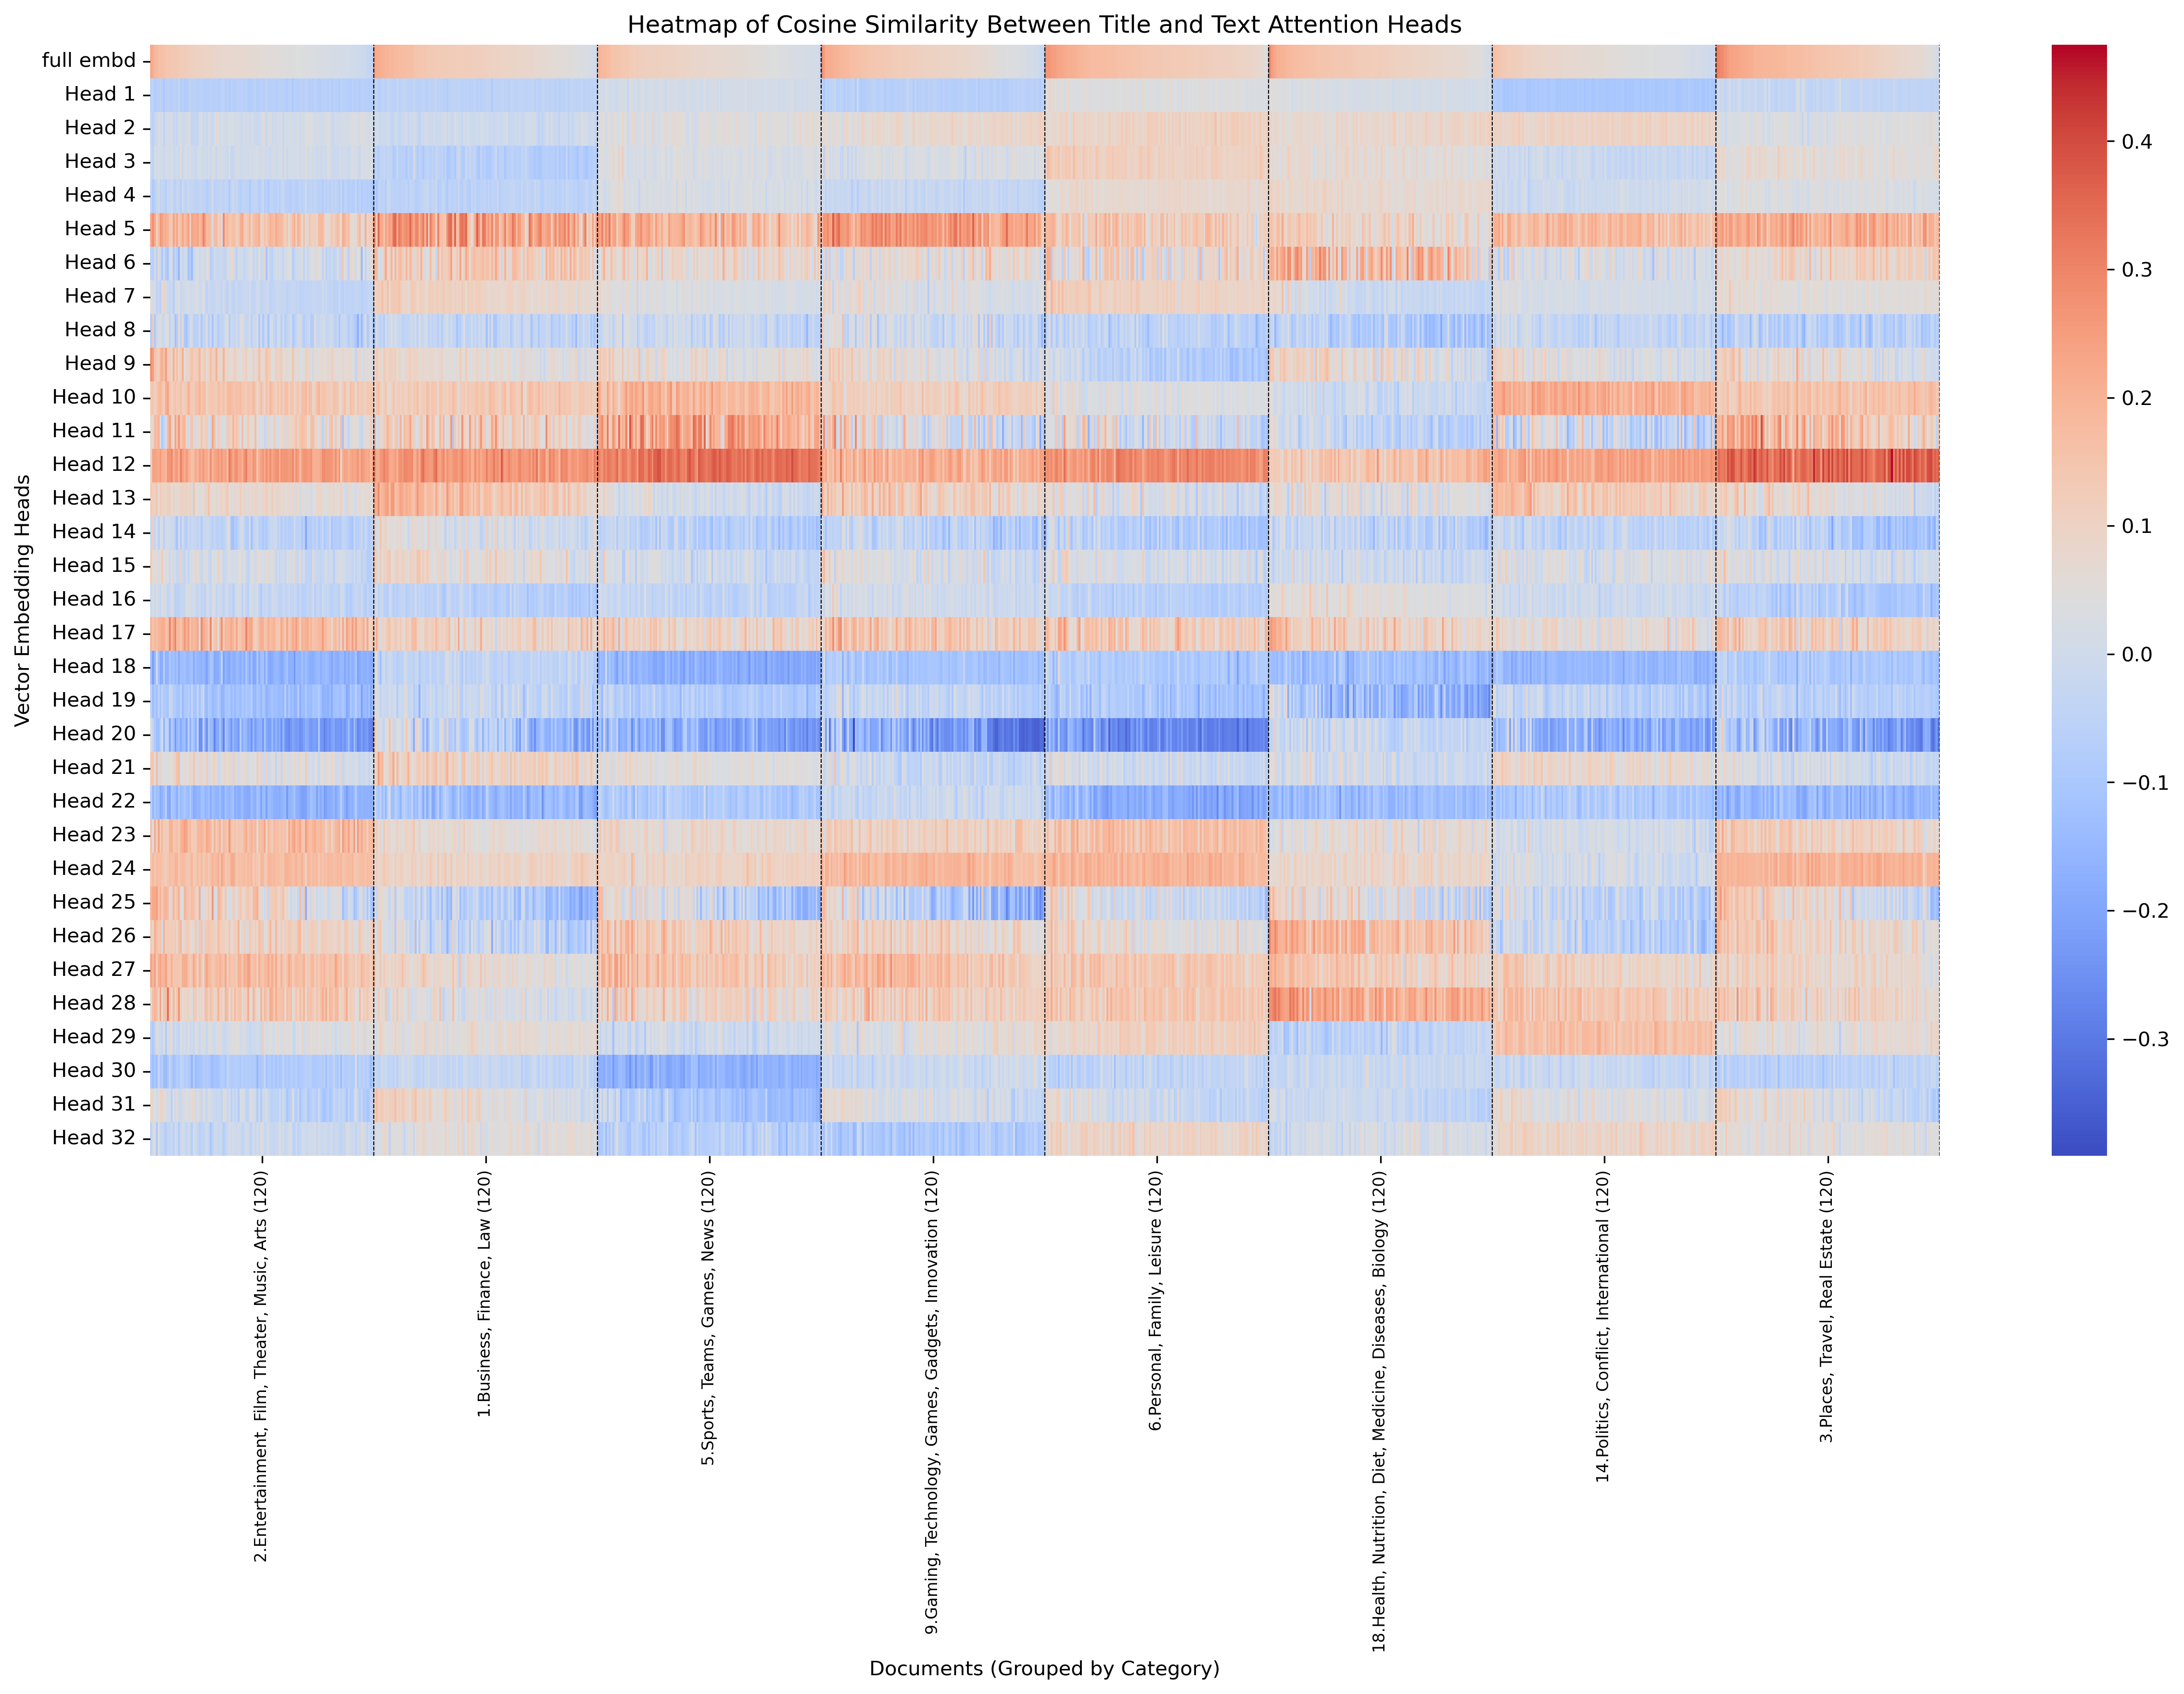 Heatmap of Cosine Similarity Between Title and Text Attention Heads
Vector Embedding Heads
full embd
Head 1
Head 2
Head 3
Head 4
Head 5
Head 6
Head 7
Head 8
Head 9
Head 10
Head 11
Head 12
Head 13
Head 14
Head 15
Head 16
Head 17
Head 18
Head 19
Head 20
Head 21
Head 22
Head 23
Head 24
Head 25
Head 26
Head 27
Head 28
Head 29
Head 30
Head 31
Head 32
2.Entertainment, Film, Theater, Music, Arts (120)
1.Business, Finance, Law (120)
5.Sports, Teams, Games, News (120)
9.Gaming, Technology, Games, Gadgets, Innovation (120)
6.Personal, Family, Leisure (120)
18.Health, Nutrition, Diet, Medicine, Diseases, Biology (120)
14.Politics, Conflict, International (120)
3.Places, Travel, Real Estate (120)
Documents (Grouped by Category)
0.4
0.3
0.2
0.1
0.0
−0.1
−0.2
−0.3